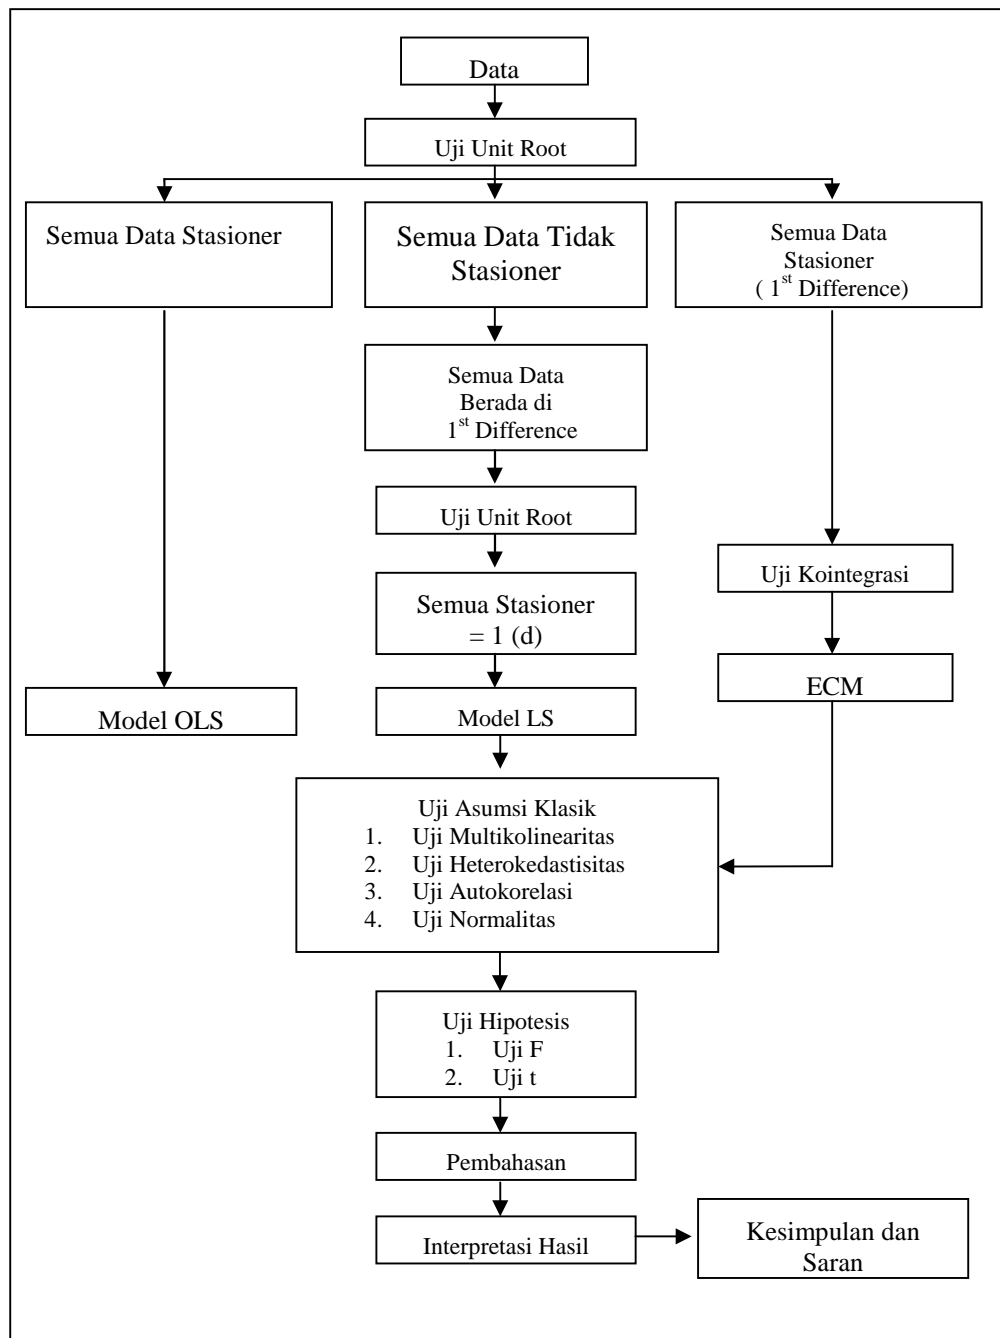 Data
Uji Unit Root
Semua Data Stasioner
Semua Data Tidak
Stasioner
Semua Data
Stasioner
( 1st Difference)
Semua Data
Berada di
1st Difference
Uji Unit Root
Uji Kointegrasi
Semua Stasioner
= 1 (d)
ECM
Model OLS
Model LS
Uji Asumsi Klasik
1. Uji Multikolinearitas
2. Uji Heterokedastisitas
3. Uji Autokorelasi
4. Uji Normalitas
Uji Hipotesis
1. Uji F
2. Uji t
Pembahasan
Interpretasi Hasil
Kesimpulan dan
Saran